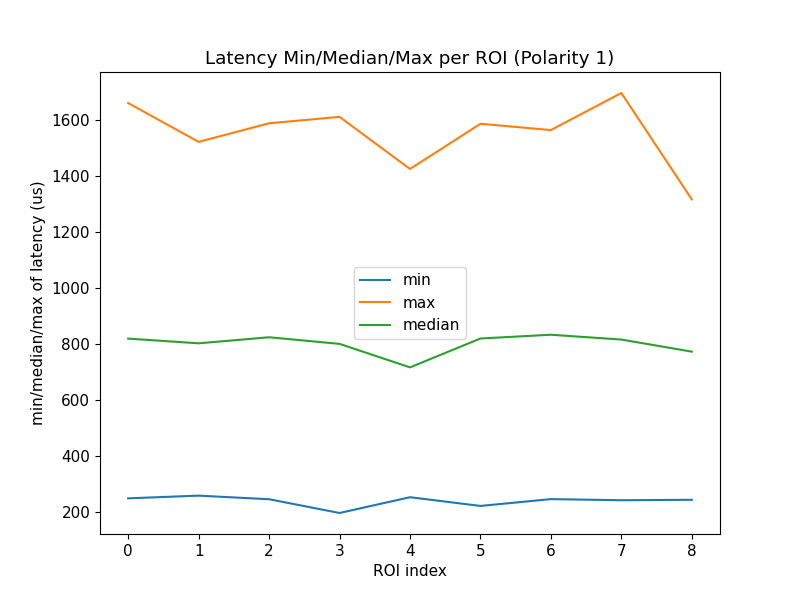 Latency Min/Median/Max per ROI (Polarity 1)
min/median/max of latency (us)
1600
1400
1200
1000
800
600
400
200
min
max
median
0 1 2 3 4 5 6 7 8
ROI index